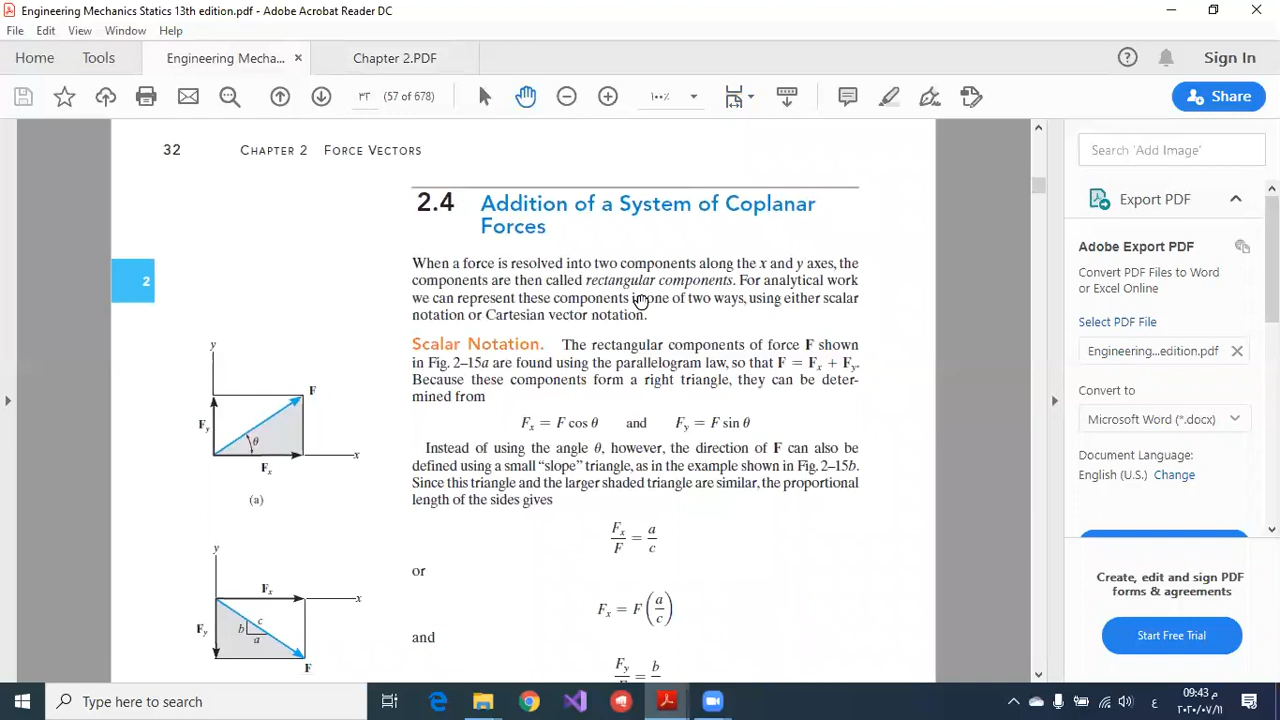 Engineering Mechanics Statics 13th edition.pdf - Adobe Acrobat Reader DC
File Edit View Window Help
Home Tools Engineering Mecha... × Chapter 2.PDF Sign In
٣٢ (57 of 678) ١٠٠٪ Share
32 CHAPTER 2 FORCE VECTORS
2.4 Addition of a System of Coplanar
Forces
2
When a force is resolved into two components along the x and y axes, the
components are then called rectangular components. For analytical work
we can represent these components in one of two ways, using either scalar
notation or Cartesian vector notation.
Scalar Notation. The rectangular components of force F shown
in Fig. 2–15a are found using the parallelogram law, so that F = Fx + Fy.
Because these components form a right triangle, they can be deter-
mined from
Fx = F cos θ and Fy = F sin θ
Instead of using the angle θ, however, the direction of F can also be
defined using a small “slope” triangle, as in the example shown in Fig. 2–15b.
Since this triangle and the larger shaded triangle are similar, the proportional
length of the sides gives
Fx/F = a/c
or
Fx = F(a/c)
and
Fy = b
y
F
Fy
θ
x
Fx
(a)
y
Fx
x
Fy
c
b
a
F
Search 'Add Image'
Export PDF
Adobe Export PDF
Convert PDF Files to Word
or Excel Online
Select PDF File
Engineering...edition.pdf ×
Convert to
Microsoft Word (*.docx)
Document Language:
English (U.S.) Change
Create, edit and sign PDF
forms & agreements
Start Free Trial
Type here to search
ع
09:43 م
٢٠٢٠/٠٧/١١